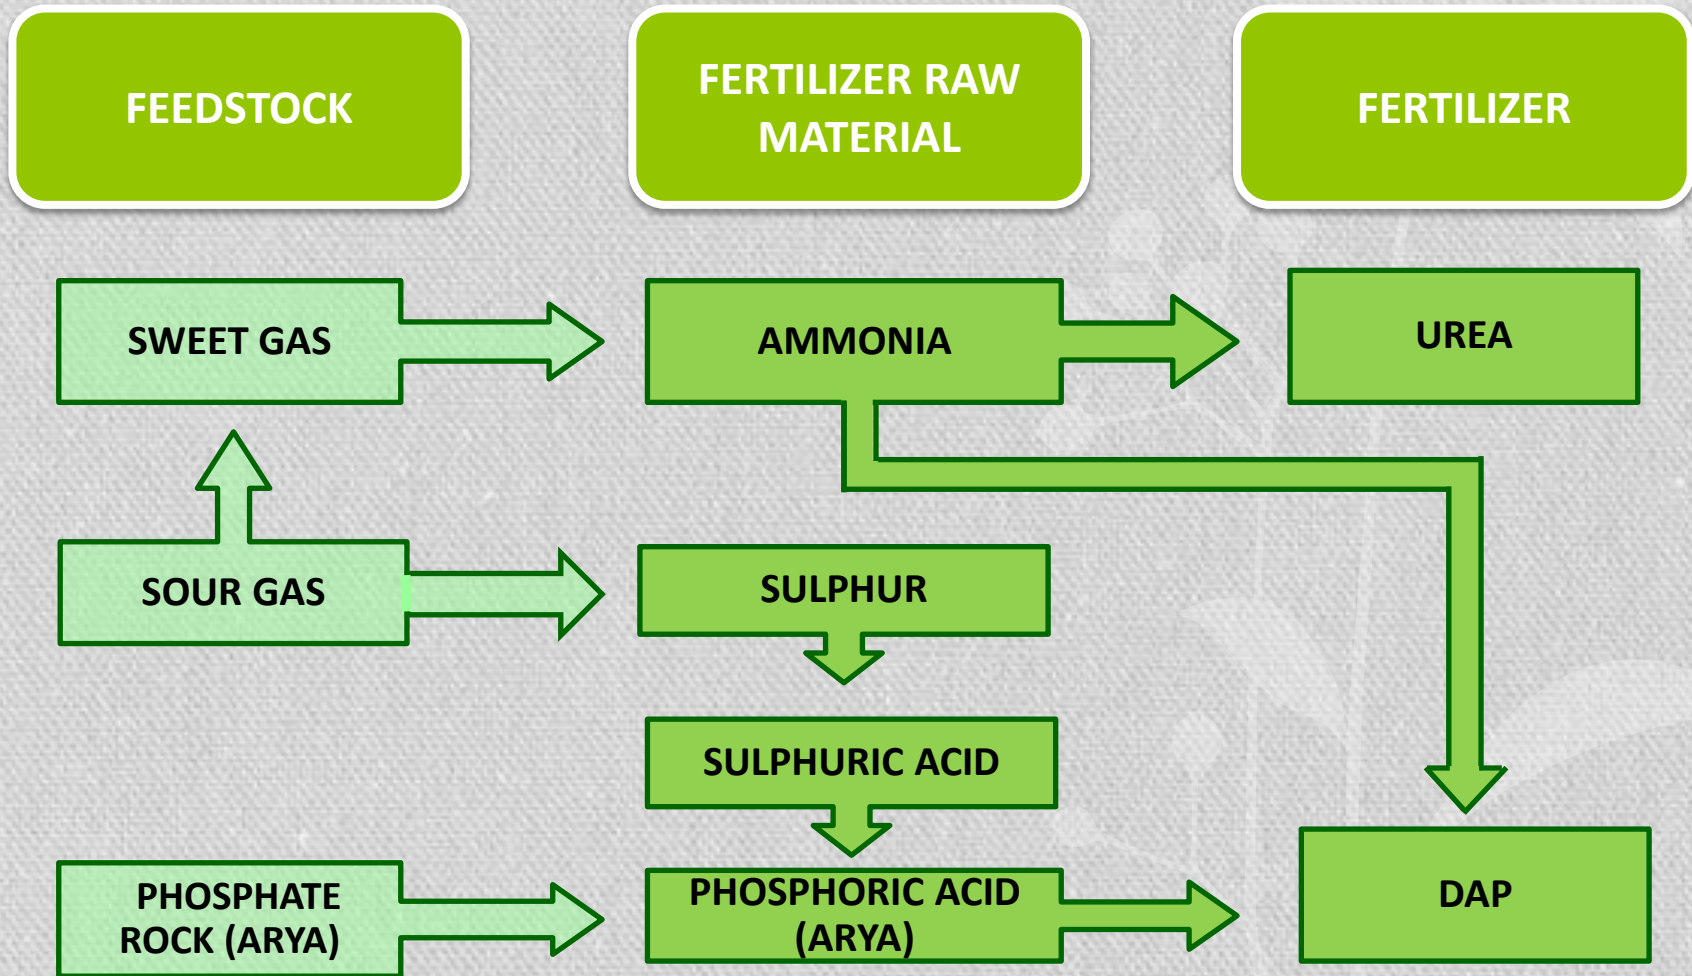 FEEDSTOCK
FERTILIZER RAW
MATERIAL
FERTILIZER
SWEET GAS
AMMONIA
UREA
SOUR GAS
SULPHUR
SULPHURIC ACID
PHOSPHATE
ROCK (ARYA)
PHOSPHORIC ACID
(ARYA)
DAP